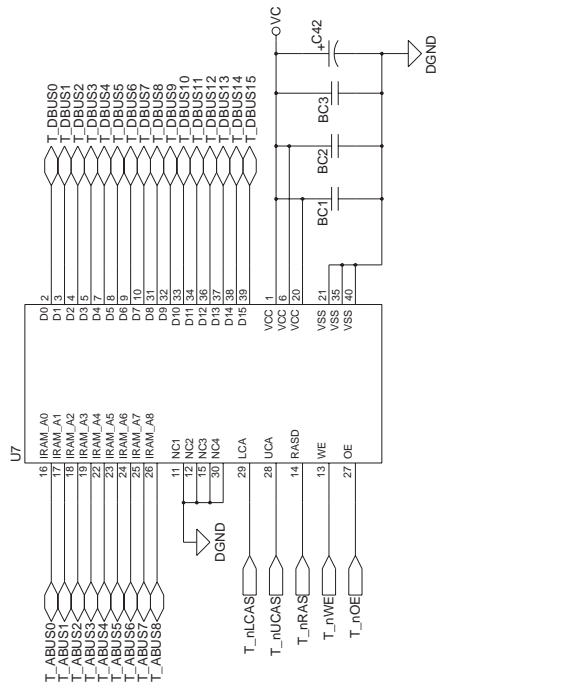 U7
T_ABUS0 16 IRAM_A0 D0 2 T_DBUS0
T_ABUS1 17 IRAM_A1 D1 3 T_DBUS1
T_ABUS2 18 IRAM_A2 D2 4 T_DBUS2
T_ABUS3 19 IRAM_A3 D3 5 T_DBUS3
T_ABUS4 22 IRAM_A4 D4 7 T_DBUS4
T_ABUS5 23 IRAM_A5 D5 8 T_DBUS5
T_ABUS6 24 IRAM_A6 D6 9 T_DBUS6
T_ABUS7 25 IRAM_A7 D7 10 T_DBUS7
T_ABUS8 26 IRAM_A8 D8 31 T_DBUS8
D9 32 T_DBUS9
11 NC1 D10 33 T_DBUS10
12 NC2 D11 34 T_DBUS11
15 NC3 D12 36 T_DBUS12
30 NC4 D13 37 T_DBUS13
DGND
D14 38 T_DBUS14
T_nLCAS 29 LCA D15 39 T_DBUS15
T_nUCAS 28 UCA VCC 1 VC
VCC 6
T_nRAS 14 RASD VCC 20
T_nWE 13 WE VSS 21
VSS 35
T_nOE 27 OE VSS 40
BC1
BC2
BC3
+C42
DGND